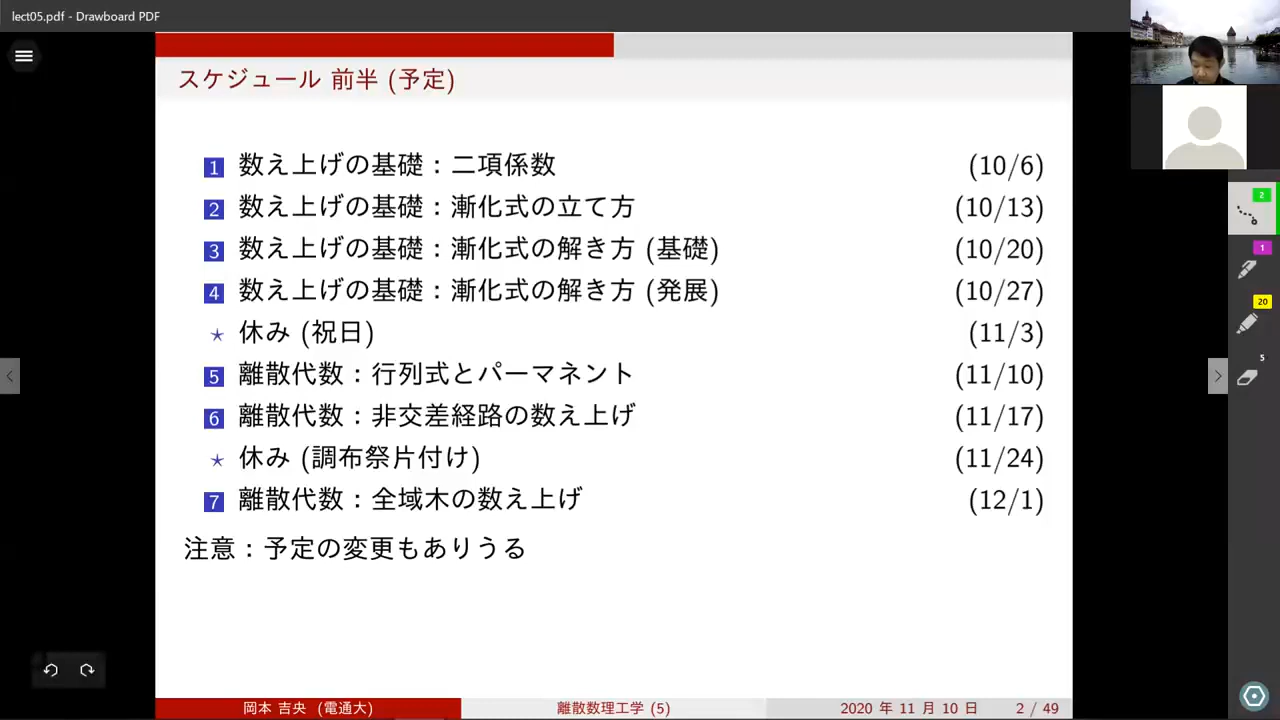 lect05.pdf - Drawboard PDF
スケジュール 前半 (予定)
1 数え上げの基礎：二項係数 (10/6)
2 数え上げの基礎：漸化式の立て方 (10/13)
3 数え上げの基礎：漸化式の解き方 (基礎) (10/20)
4 数え上げの基礎：漸化式の解き方 (発展) (10/27)
⋆ 休み (祝日) (11/3)
5 離散代数：行列式とパーマネント (11/10)
6 離散代数：非交差経路の数え上げ (11/17)
⋆ 休み (調布祭片付け) (11/24)
7 離散代数：全域木の数え上げ (12/1)
注意：予定の変更もありうる
岡本 吉央 (電通大) 離散数理工学 (5) 2020 年 11 月 10 日 2 / 49
2
1
20
5